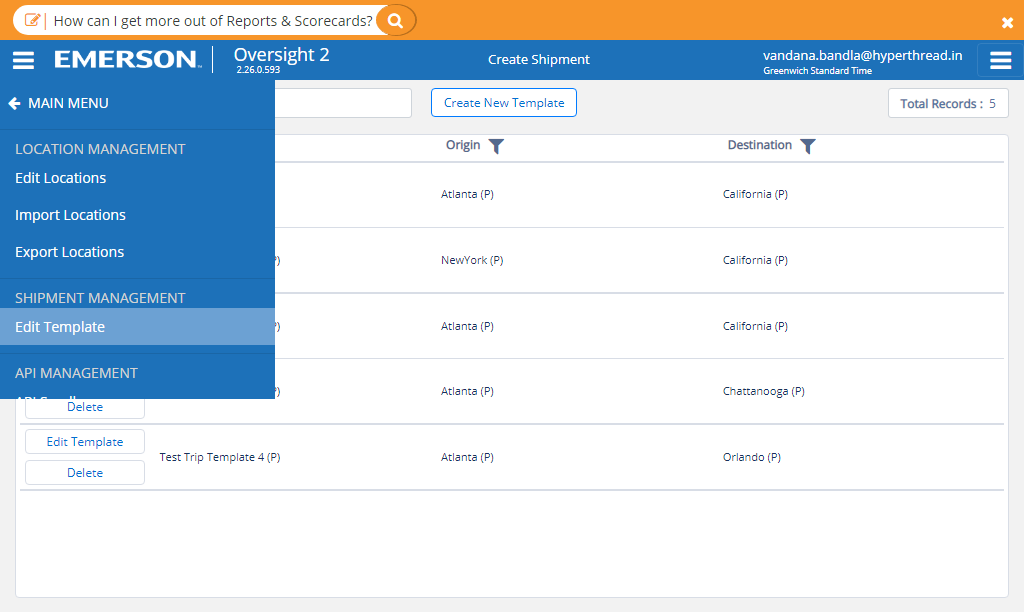 How can I get more out of Reports & Scorecards?
EMERSON
Oversight 2
2.26.0.593
Create Shipment
vandana.bandla@hyperthread.in
Greenwich Standard Time
MAIN MENU
Create New Template
Total Records : 5
Origin
Destination
LOCATION MANAGEMENT
Edit Locations
Import Locations
Export Locations
SHIPMENT MANAGEMENT
Edit Template
API MANAGEMENT
Atlanta (P)
California (P)
NewYork (P)
California (P)
Atlanta (P)
California (P)
Atlanta (P)
Chattanooga (P)
Delete
Edit Template
Delete
Test Trip Template 4 (P)
Atlanta (P)
Orlando (P)